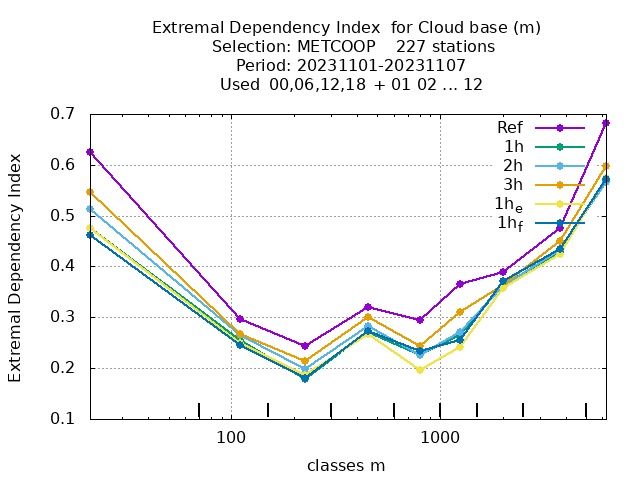 Extremal Dependency Index  for Cloud base (m)
Selection: METCOOP    227 stations
Period: 20231101-20231107
Used  00,06,12,18  + 01 02 ... 12
Extremal Dependency Index
0.7
0.6
0.5
0.4
0.3
0.2
0.1
Ref
1h
2h
3h
1he
1hf
100
1000
classes m